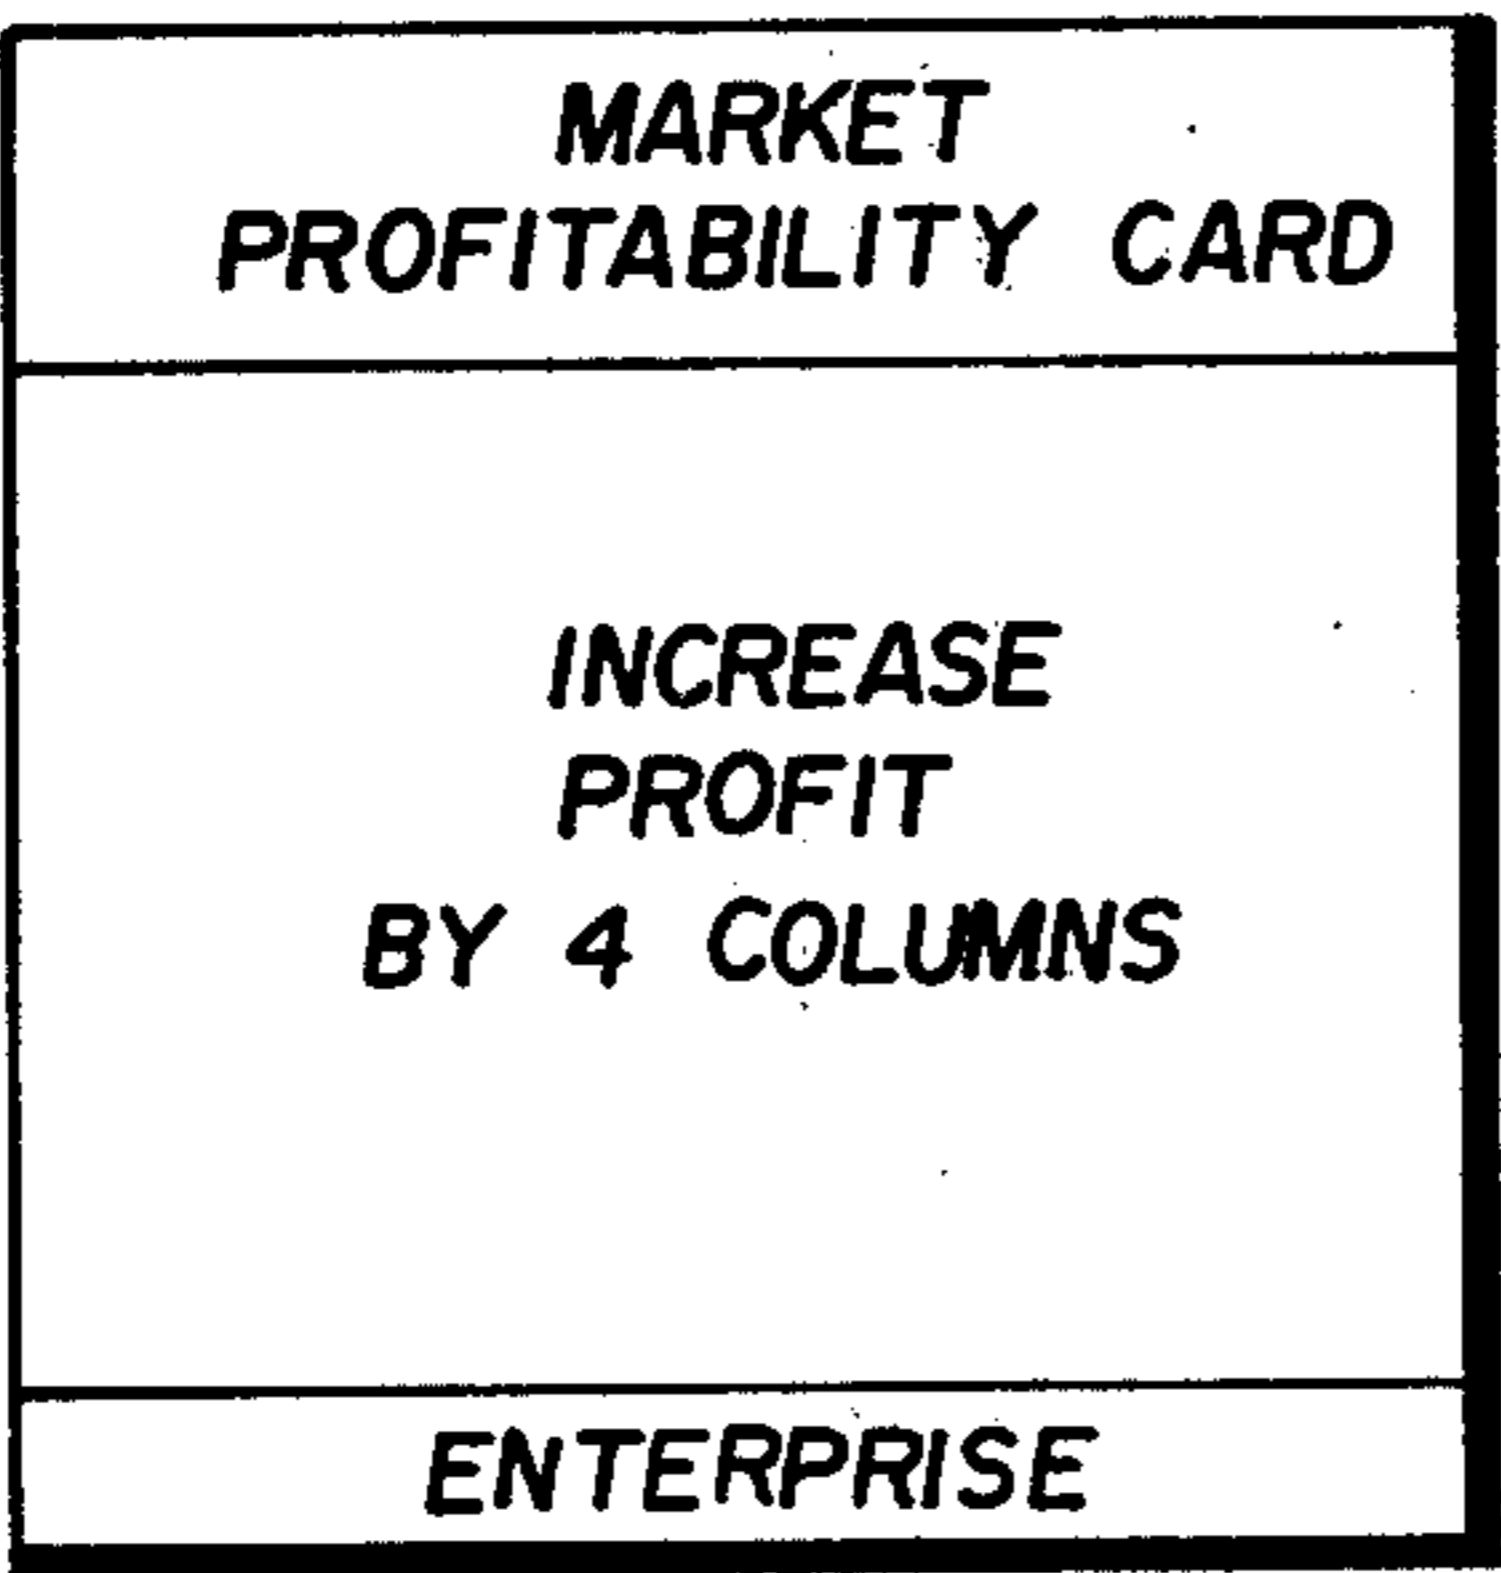 MARKET
PROFITABILITY CARD
INCREASE
PROFIT
BY 4 COLUMNS
ENTERPRISE